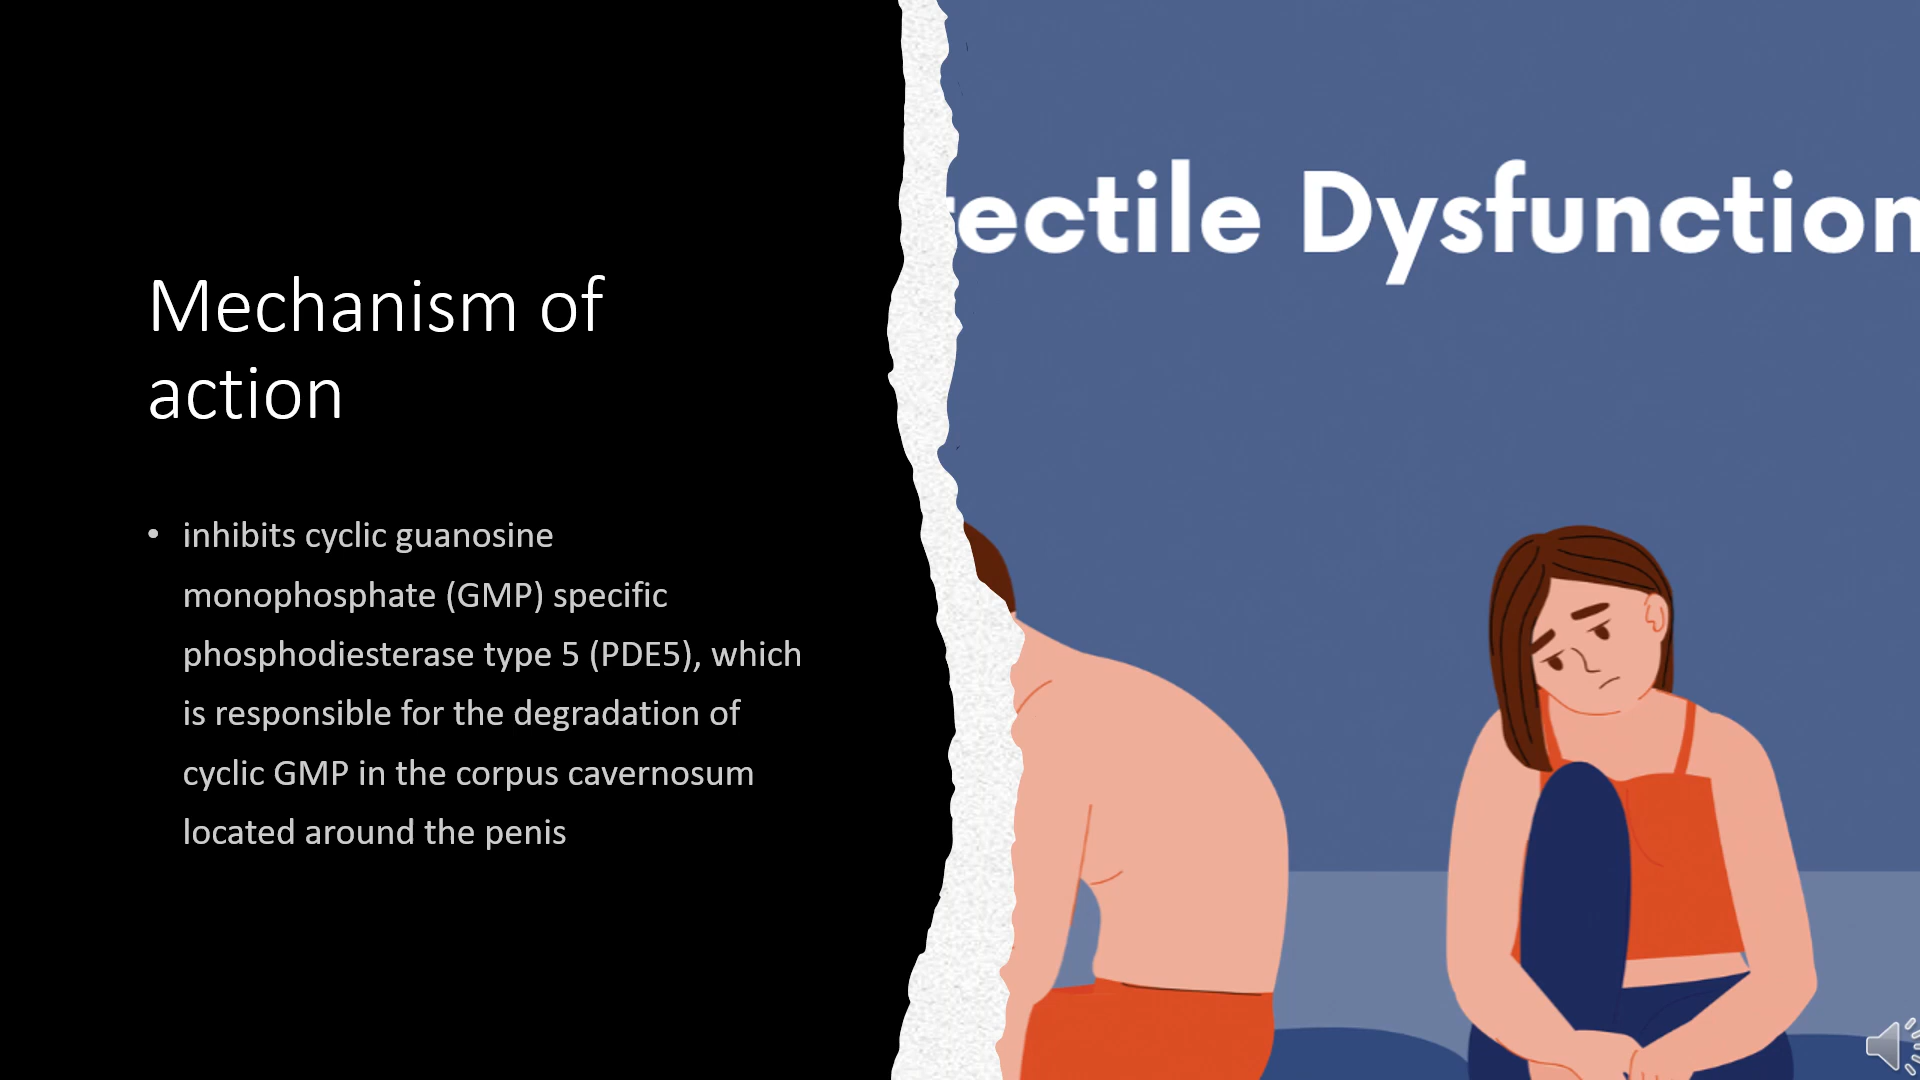 Mechanism of
action
• inhibits cyclic guanosine
monophosphate (GMP) specific
phosphodiesterase type 5 (PDE5), which
is responsible for the degradation of
cyclic GMP in the corpus cavernosum
located around the penis
rectile Dysfunction